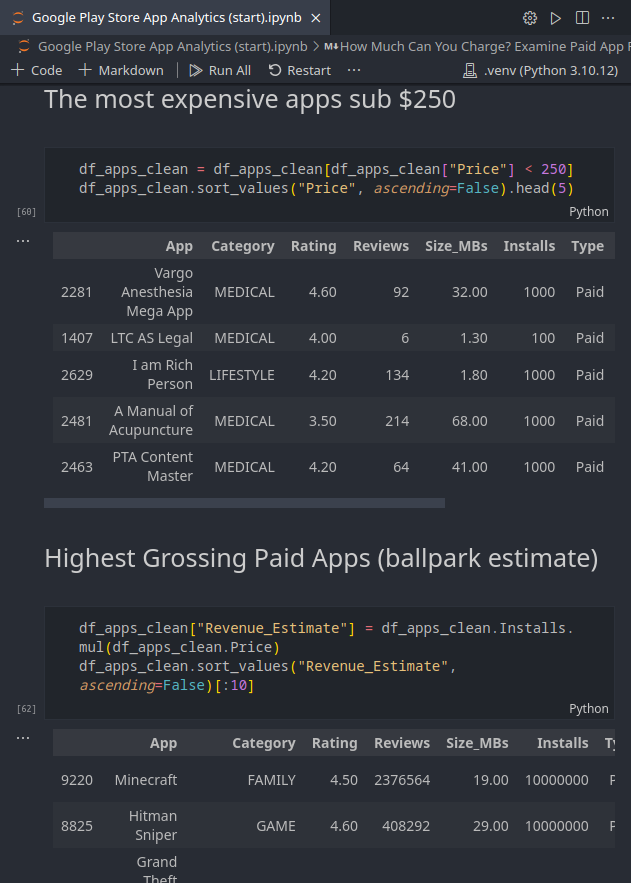 Google Play Store App Analytics (start).ipynb ×
Google Play Store App Analytics (start).ipynb > M↓How Much Can You Charge? Examine Paid App
+ Code + Markdown | Run All Restart ··· .venv (Python 3.10.12)
The most expensive apps sub $250
df_apps_clean = df_apps_clean[df_apps_clean["Price"] < 250]
df_apps_clean.sort_values("Price", ascending=False).head(5)
[60] Python
App Category Rating Reviews Size_MBs Installs Type
2281 Vargo Anesthesia Mega App MEDICAL 4.60 92 32.00 1000 Paid
1407 LTC AS Legal MEDICAL 4.00 6 1.30 100 Paid
2629 I am Rich Person LIFESTYLE 4.20 134 1.80 1000 Paid
2481 A Manual of Acupuncture MEDICAL 3.50 214 68.00 1000 Paid
2463 PTA Content Master MEDICAL 4.20 64 41.00 1000 Paid
Highest Grossing Paid Apps (ballpark estimate)
df_apps_clean["Revenue_Estimate"] = df_apps_clean.Installs.
mul(df_apps_clean.Price)
df_apps_clean.sort_values("Revenue_Estimate",
ascending=False)[:10]
[62] Python
App Category Rating Reviews Size_MBs Installs
9220 Minecraft FAMILY 4.50 2376564 19.00 10000000
8825 Hitman Sniper GAME 4.60 408292 29.00 10000000
Grand
Theft